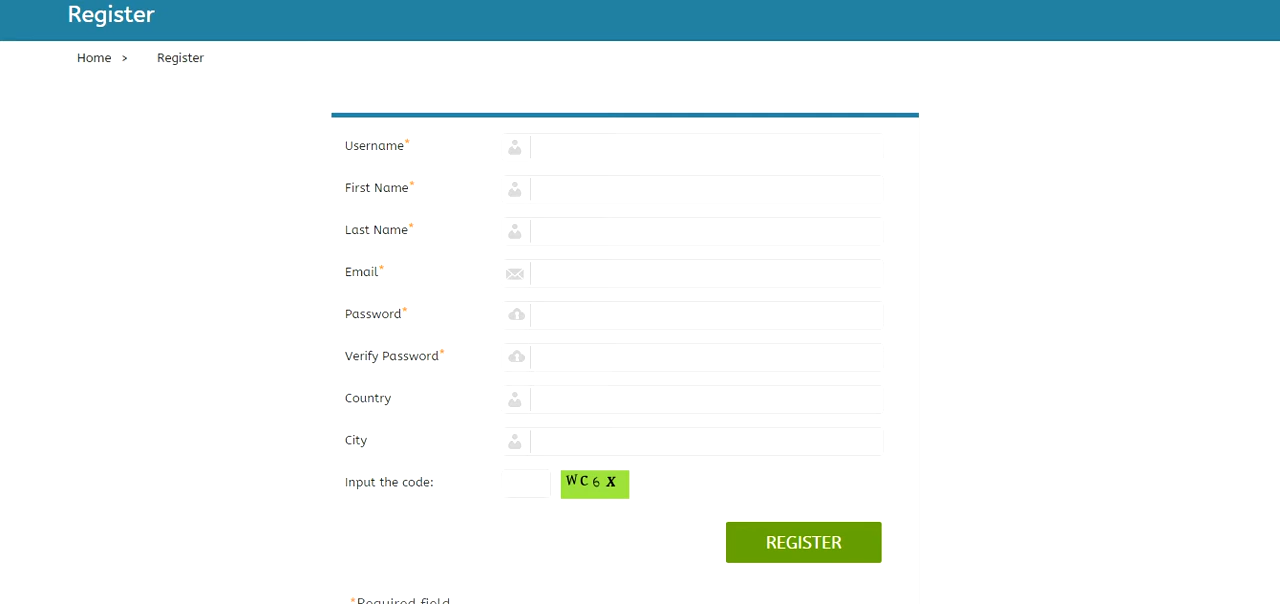 Register
Home > Register
Username*
First Name*
Last Name*
Email*
Password*
Verify Password*
Country
City
Input the code: WC6X
REGISTER
*Required field